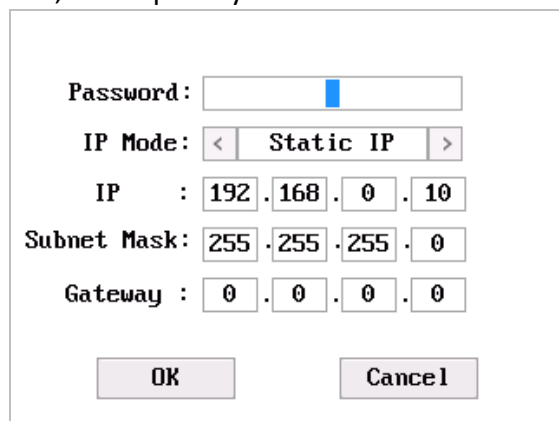 Password:
IP Mode: < Static IP >
IP : 192 . 168 . 0 . 10
Subnet Mask: 255 . 255 . 255 . 0
Gateway : 0 . 0 . 0 . 0
OK Cancel